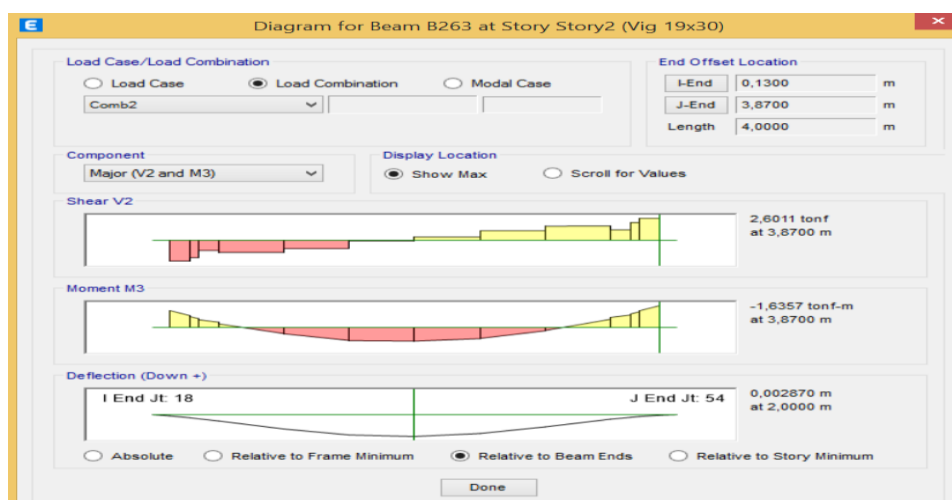 E
Diagram for Beam B263 at Story Story2 (Vig 19x30)
Load Case/Load Combination
Load Case
Load Combination
Modal Case
Comb2
End Offset Location
I-End 0,1300 m
J-End 3,8700 m
Length 4,0000 m
Component
Major (V2 and M3)
Display Location
Show Max
Scroll for Values
Shear V2
2,6011 tonf
at 3,8700 m
Moment M3
-1,6357 tonf-m
at 3,8700 m
Deflection (Down +)
I End Jt: 18
J End Jt: 54
0,002870 m
at 2,0000 m
Absolute
Relative to Frame Minimum
Relative to Beam Ends
Relative to Story Minimum
Done